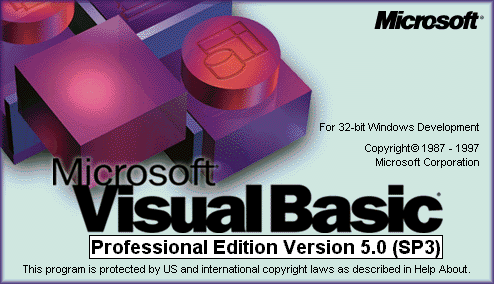 Microsoft®
For 32-bit Windows Development
Copyright© 1987 - 1997
Microsoft Corporation
Microsoft®
Visual Basic®
Professional Edition Version 5.0 (SP3)
This program is protected by US and international copyright laws as described in Help About.